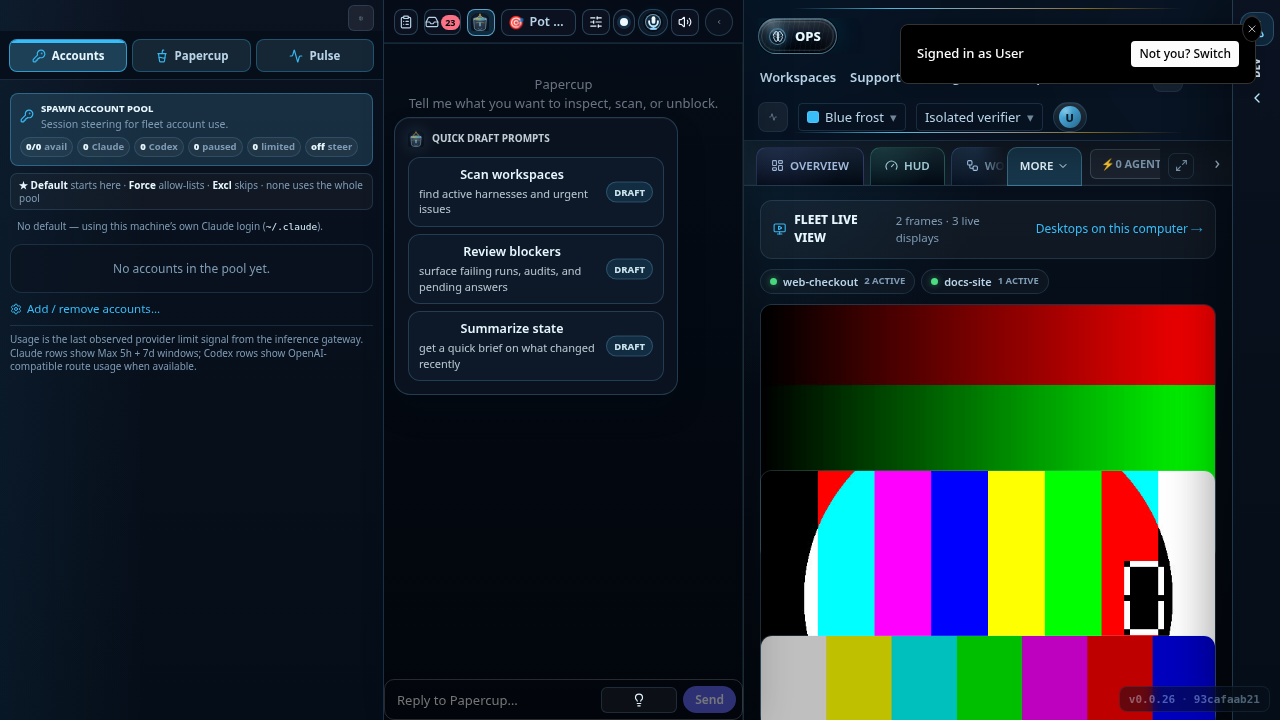 Accounts
Papercup
Pulse
SPAWN ACCOUNT POOL
Session steering for fleet account use.
0/0 avail
0 Claude
0 Codex
0 paused
0 limited
off steer
★ Default starts here · Force allow-lists · Excl skips · none uses the whole
pool
No default — using this machine's own Claude login (~/.claude).
No accounts in the pool yet.
Add / remove accounts...
Usage is the last observed provider limit signal from the inference gateway.
Claude rows show Max 5h + 7d windows; Codex rows show OpenAI-
compatible route usage when available.
23
Pot ...
Papercup
Tell me what you want to inspect, scan, or unblock.
QUICK DRAFT PROMPTS
Scan workspaces
find active harnesses and urgent
issues
DRAFT
Review blockers
surface failing runs, audits, and
pending answers
DRAFT
Summarize state
get a quick brief on what changed
recently
DRAFT
Reply to Papercup...
Send
OPS
Signed in as User
Not you? Switch
Workspaces
Support
DEV
Blue frost ▾
Isolated verifier ▾
U
OVERVIEW
HUD
WO
MORE
⚡0 AGENT
FLEET LIVE
VIEW
2 frames · 3 live
displays
Desktops on this computer →
web-checkout 2 ACTIVE
docs-site 1 ACTIVE
v0.0.26 · 93cafaab21